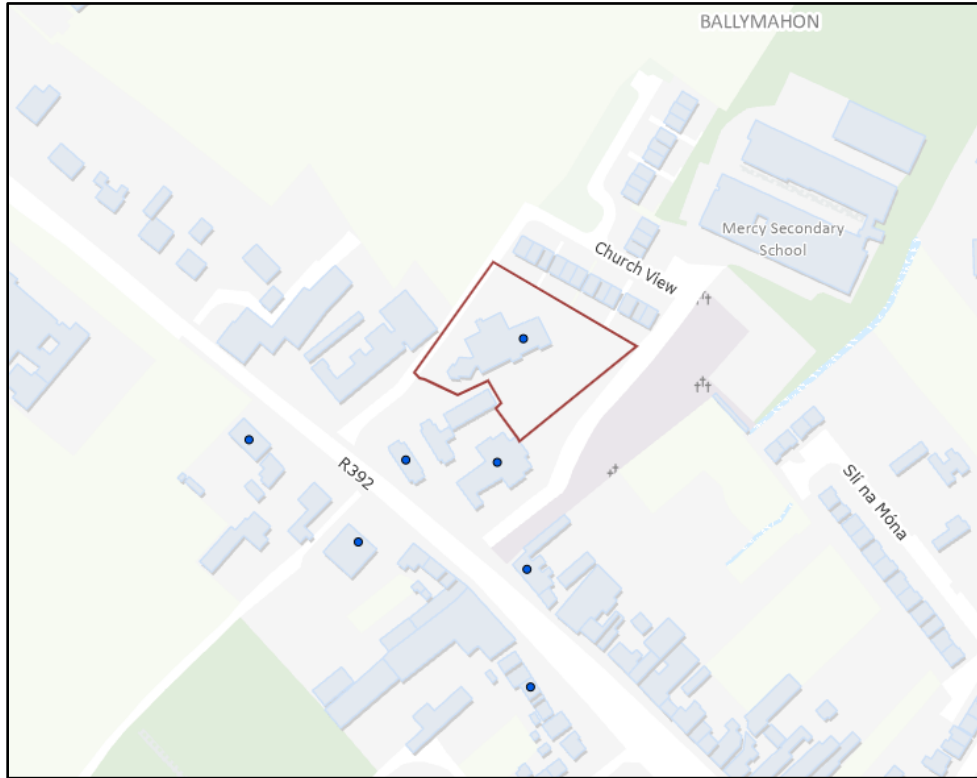 BALLYMAHON
Mercy Secondary
School
Church View
R392
Slí na Móna